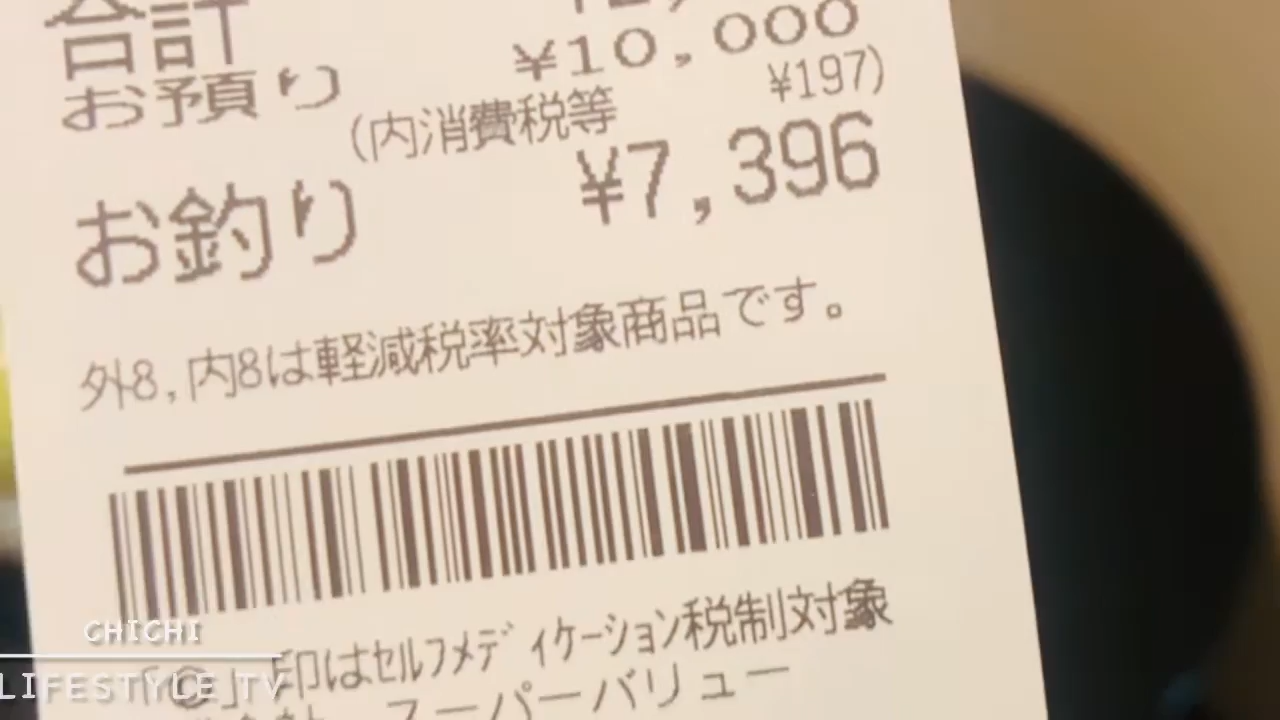 合計
お預り ¥10,000
(内消費税等 ¥197)
お釣り ¥7,396
外8,内8は軽減税率対象商品です。
「◎」印はセルフメディケーション税制対象
スーパーバリュー
CHICHI
LIFESTYLE TV